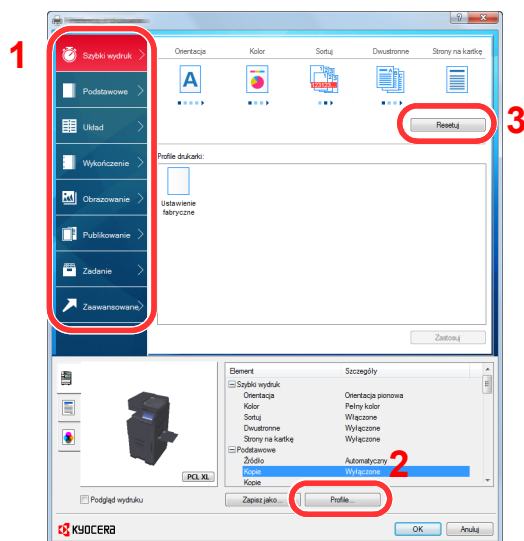 1
Szybki wydruk
Podstawowe
Układ
Wykończenie
Obrazowanie
Publikowanie
Zadanie
Zaawansowane
Orientacja Kolor Sortuj Dwustronne Strony na kartkę
A
123
123
123123
A
Resetuj
3
Profile drukarki:
Ustawienie
fabryczne
Zastosuj
Element Szczegóły
Szybki wydruk
Orientacja Orientacja pionowa
Kolor Pełny kolor
Sortuj Włączone
Dwustronne Wyłączone
Strony na kartkę Wyłączone
Podstawowe
Źródło Automatyczny
2
Kopie Wyłączone
Kopie
PCL XL
Podgląd wydruku
Zapisz jako... Profile...
KYOCERA
OK Anuluj